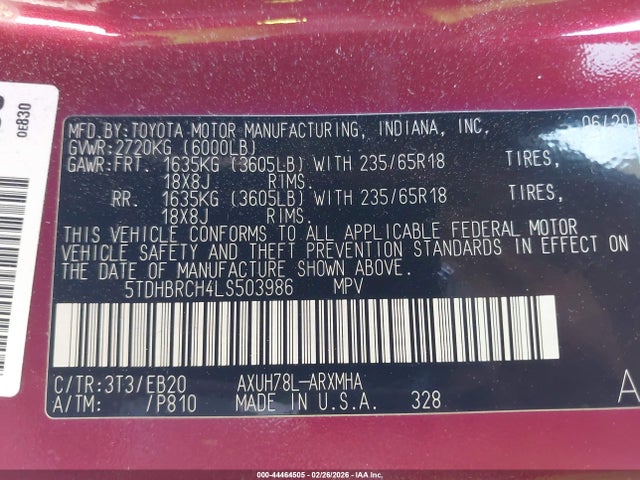 0E830
MFD.BY:TOYOTA MOTOR MANUFACTURING, INDIANA, INC. 06/20
GVWR:2720KG (6000LB)
GAWR:FRT. 1635KG (3605LB) WITH 235/65R18 TIRES,
18X8J RIMS.
RR. 1635KG (3605LB) WITH 235/65R18 TIRES,
18X8J RIMS.
THIS VEHICLE CONFORMS TO ALL APPLICABLE FEDERAL MOTOR
VEHICLE SAFETY AND THEFT PREVENTION STANDARDS IN EFFECT ON
THE DATE OF MANUFACTURE SHOWN ABOVE.
5TDHBRCH4LS503986 MPV
C/TR:3T3/EB20 AXUH78L-ARXMHA
A/TM: /P810 MADE IN U.S.A. 328
A
000-44464505 - 02/26/2026 - IAA Inc.